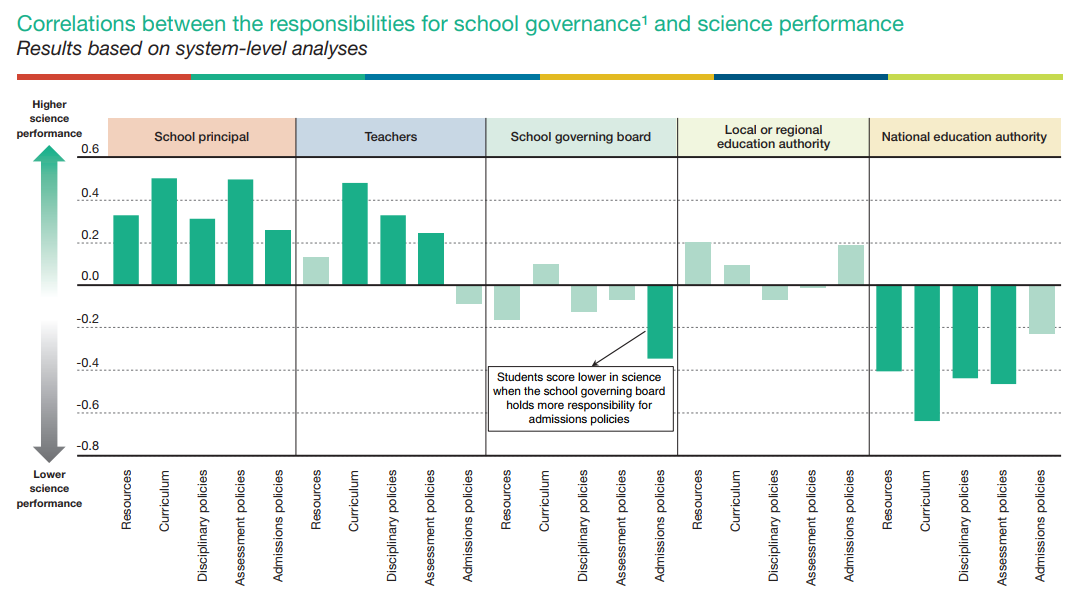 Correlations between the responsibilities for school governance¹ and science performance
Results based on system-level analyses
Higher
science
performance
School principal
Teachers
School governing board
Local or regional
education authority
National education authority
0.6
0.4
0.2
0.0
-0.2
-0.4
-0.6
-0.8
Students score lower in science
when the school governing board
holds more responsibility for
admissions policies
Lower
science
performance
Resources
Curriculum
Disciplinary policies
Assessment policies
Admissions policies
Resources
Curriculum
Disciplinary policies
Assessment policies
Admissions policies
Resources
Curriculum
Disciplinary policies
Assessment policies
Admissions policies
Resources
Curriculum
Disciplinary policies
Assessment policies
Admissions policies
Resources
Curriculum
Disciplinary policies
Assessment policies
Admissions policies